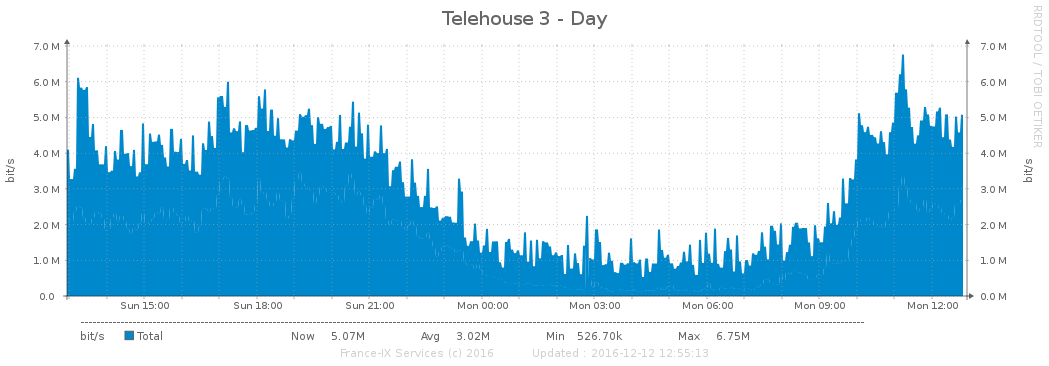 Telehouse 3 - Day
RRDTOOL / TOBI OETIKER
bit/s
7.0 M
6.0 M
5.0 M
4.0 M
3.0 M
2.0 M
1.0 M
0.0
7.0 M
6.0 M
5.0 M
4.0 M
3.0 M
2.0 M
1.0 M
0.0 M
bit/s
Sun 15:00 Sun 18:00 Sun 21:00 Mon 00:00 Mon 03:00 Mon 06:00 Mon 09:00 Mon 12:00
bit/s Total Now 5.07M Avg 3.02M Min 526.70k Max 6.75M
France-IX Services (c) 2016 Updated : 2016-12-12 12:55:13